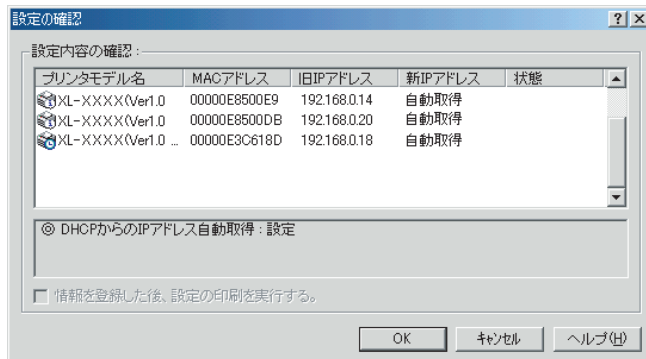 設定の確認
設定内容の確認：
プリンタモデル名 MACアドレス 旧IPアドレス 新IPアドレス 状態
XL-XXXX(Ver1.0 00000E8500E9 192.168.0.14 自動取得
XL-XXXX(Ver1.0 00000E8500DB 192.168.0.20 自動取得
XL-XXXX(Ver1.0 ... 00000E3C618D 192.168.0.18 自動取得
◎ DHCPからのIPアドレス自動取得：設定
情報を登録した後、設定の印刷を実行する。
OK キャンセル ヘルプ(H)